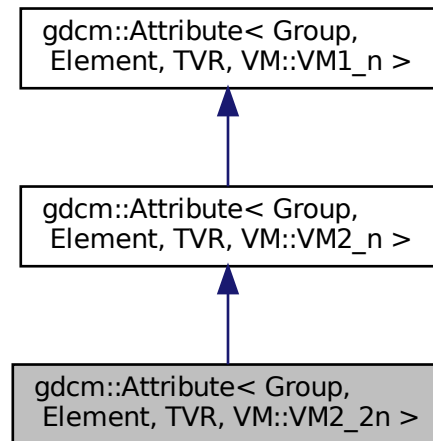 gdcm::Attribute< Group,
Element, TVR, VM::VM1_n >
gdcm::Attribute< Group,
Element, TVR, VM::VM2_n >
gdcm::Attribute< Group,
Element, TVR, VM::VM2_2n >